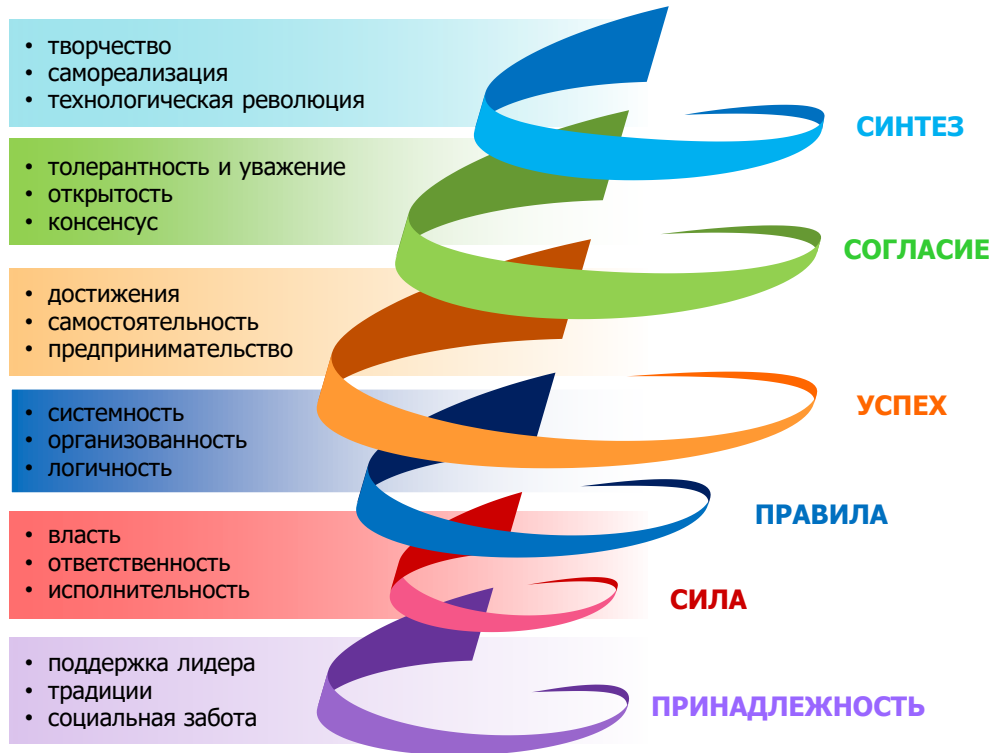 • творчество
• самореализация
• технологическая революция
СИНТЕЗ
• толерантность и уважение
• открытость
• консенсус
СОГЛАСИЕ
• достижения
• самостоятельность
• предпринимательство
УСПЕХ
• системность
• организованность
• логичность
ПРАВИЛА
• власть
• ответственность
• исполнительность
СИЛА
• поддержка лидера
• традиции
• социальная забота
ПРИНАДЛЕЖНОСТЬ